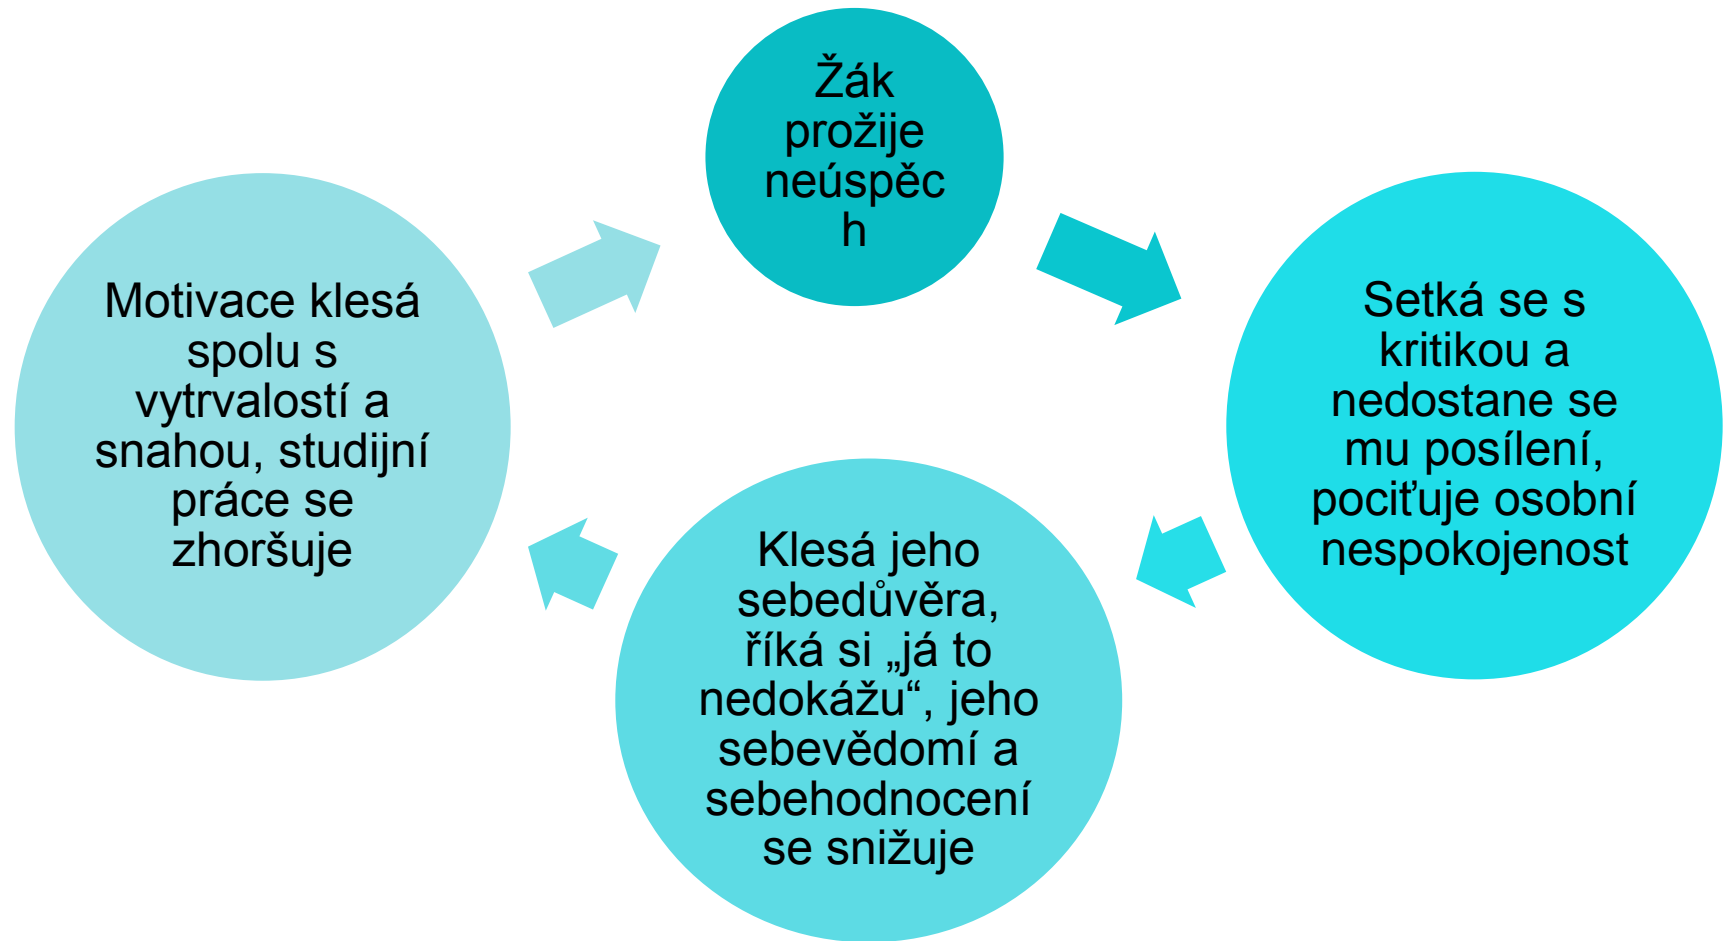 Žák
prožije
neúspěc
h
Setká se s
kritikou a
nedostane se
mu posílení,
pociťuje osobní
nespokojenost
Klesá jeho
sebedůvěra,
říká si „já to
nedokážu“, jeho
sebevědomí a
sebehodnocení
se snižuje
Motivace klesá
spolu s
vytrvalostí a
snahou, studijní
práce se
zhoršuje